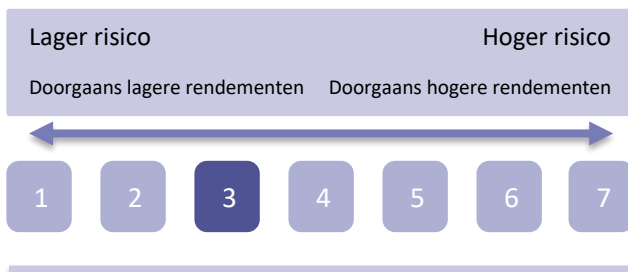 Lager risico Hoger risico
Doorgaans lagere rendementen Doorgaans hogere rendementen
1 2 3 4 5 6 7